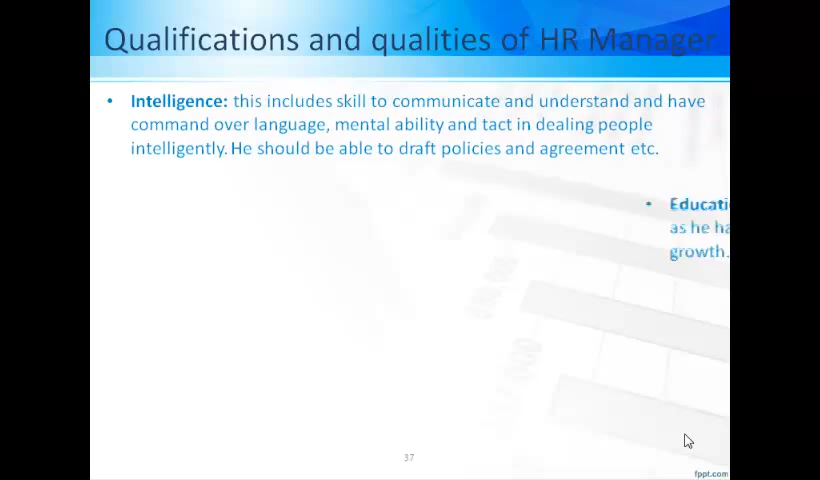 Qualifications and qualities of HR Manager
• Intelligence: this includes skill to communicate and understand and have
command over language, mental ability and tact in dealing people
intelligently. He should be able to draft policies and agreement etc.
• Educati
as he ha
growth.
37
fppt.com